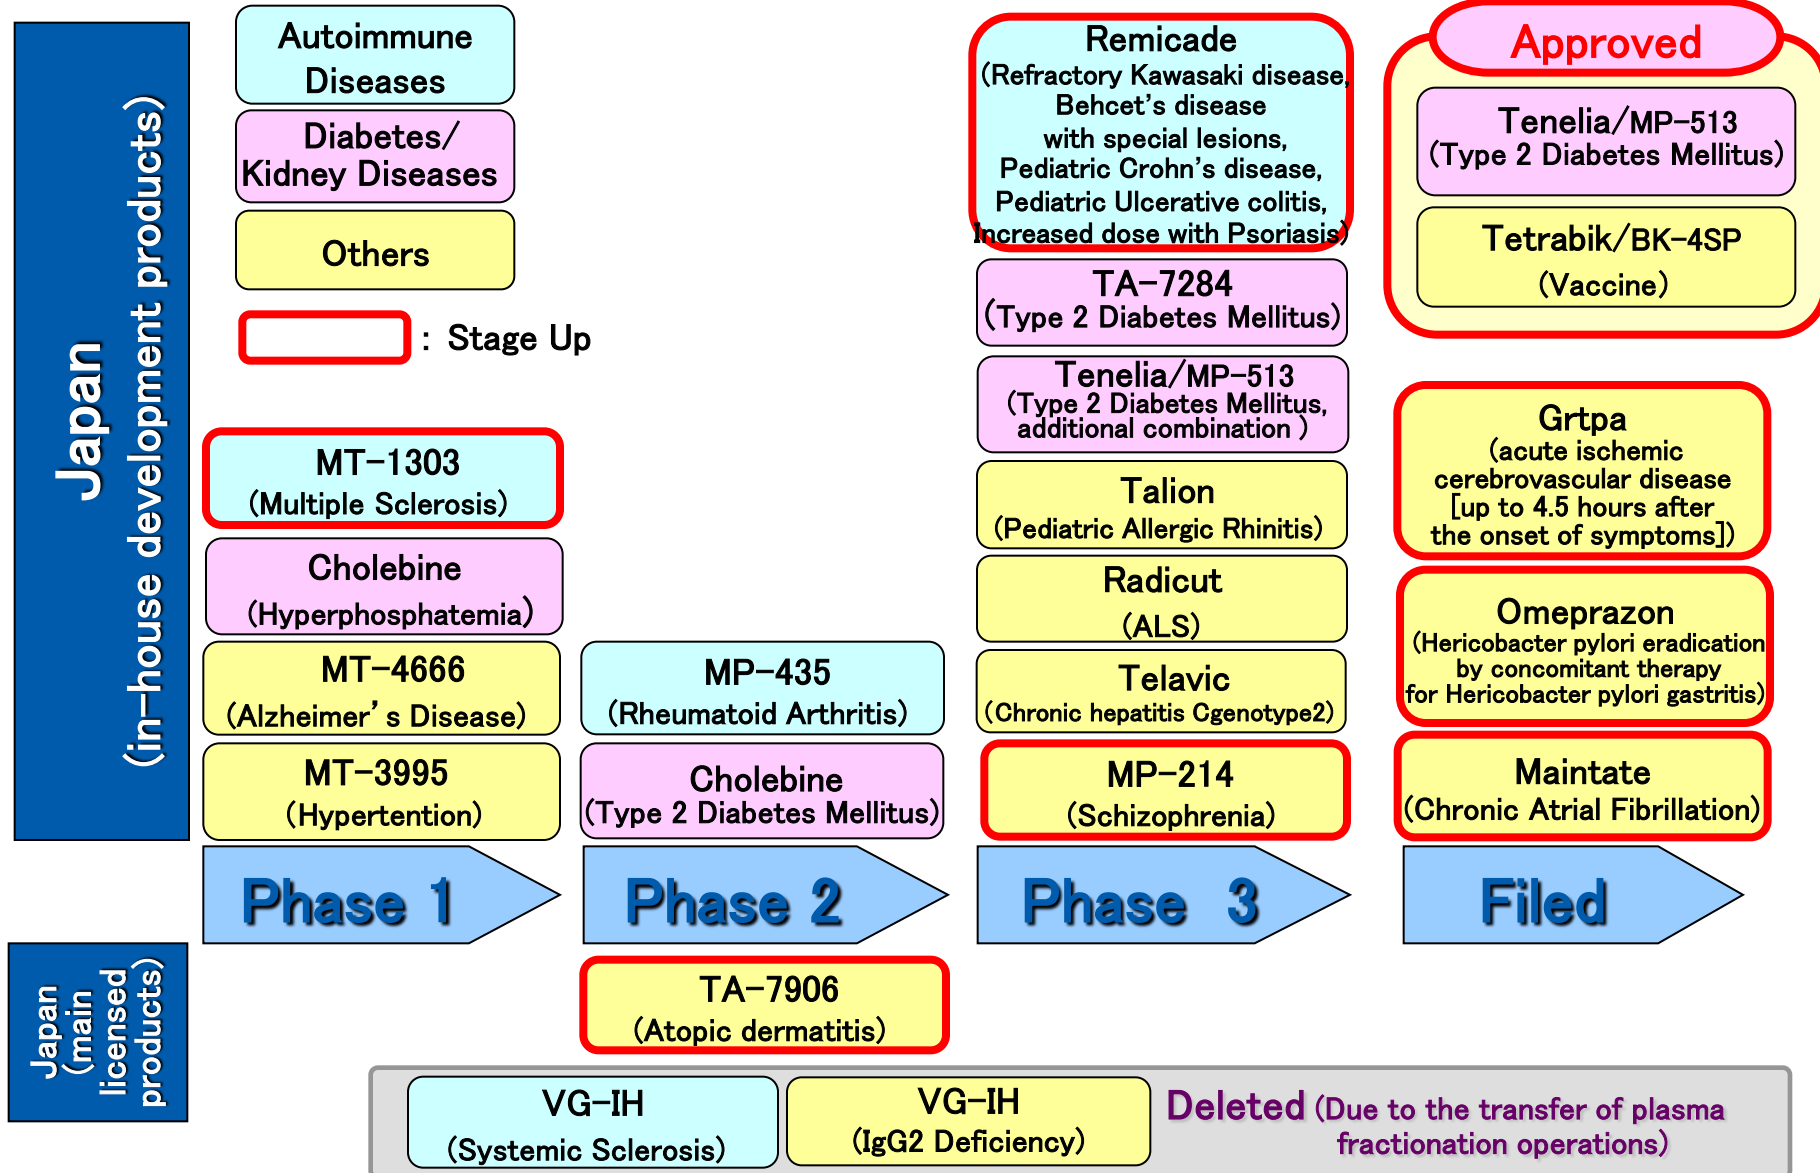 Japan
(in-house development products)
Autoimmune
Diseases
Diabetes/
Kidney Diseases
Others
: Stage Up
MT-1303
(Multiple Sclerosis)
Cholebine
(Hyperphosphatemia)
MT-4666
(Alzheimer’s Disease)
MT-3995
(Hypertention)
MP-435
(Rheumatoid Arthritis)
Cholebine
(Type 2 Diabetes Mellitus)
Remicade
(Refractory Kawasaki disease,
Behcet's disease
with special lesions,
Pediatric Crohn's disease,
Pediatric Ulcerative colitis,
Increased dose with Psoriasis)
TA-7284
(Type 2 Diabetes Mellitus)
Tenelia/MP-513
(Type 2 Diabetes Mellitus,
additional combination )
Talion
(Pediatric Allergic Rhinitis)
Radicut
(ALS)
Telavic
(Chronic hepatitis Cgenotype2)
MP-214
(Schizophrenia)
Approved
Tenelia/MP-513
(Type 2 Diabetes Mellitus)
Tetrabik/BK-4SP
(Vaccine)
Grtpa
(acute ischemic
cerebrovascular disease
[up to 4.5 hours after
the onset of symptoms])
Omeprazon
(Hericobacter pylori eradication
by concomitant therapy
for Hericobacter pylori gastritis)
Maintate
(Chronic Atrial Fibrillation)
Phase 1
Phase 2
Phase 3
Filed
Japan
(main
licensed
products)
TA-7906
(Atopic dermatitis)
VG-IH
(Systemic Sclerosis)
VG-IH
(IgG2 Deficiency)
Deleted (Due to the transfer of plasma
fractionation operations)